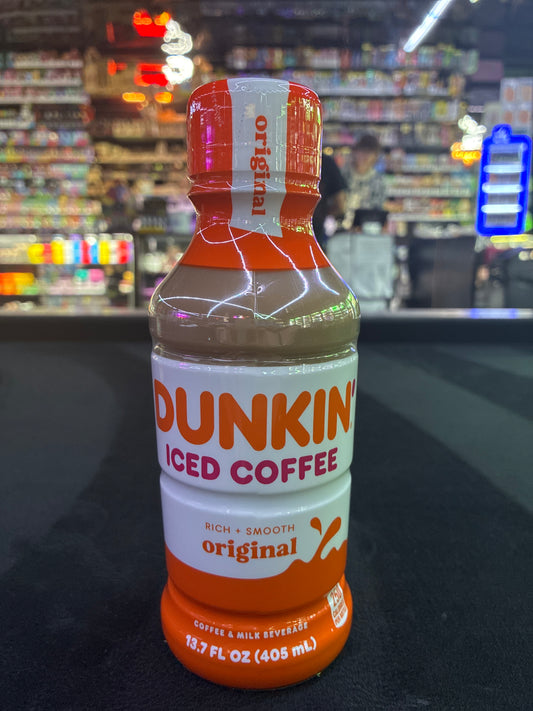 original
DUNKIN'
ICED COFFEE
RICH + SMOOTH
original
COFFEE & MILK BEVERAGE
13.7 FL OZ (405 mL)